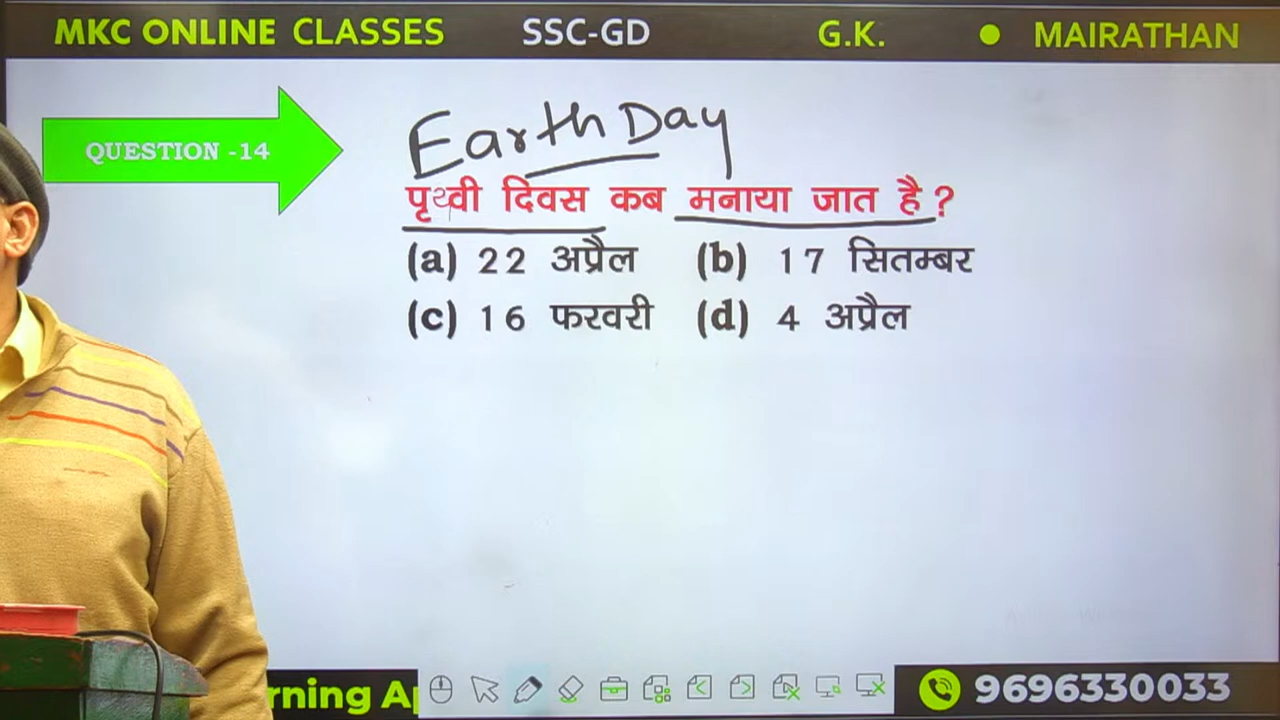 MKC ONLINE CLASSES SSC-GD G.K. ● MAIRATHAN
QUESTION -14
Earth Day
पृथ्वी दिवस कब मनाया जात है ?
(a) 22 अप्रैल (b) 17 सितम्बर
(c) 16 फरवरी (d) 4 अप्रैल
rning Ap
9696330033